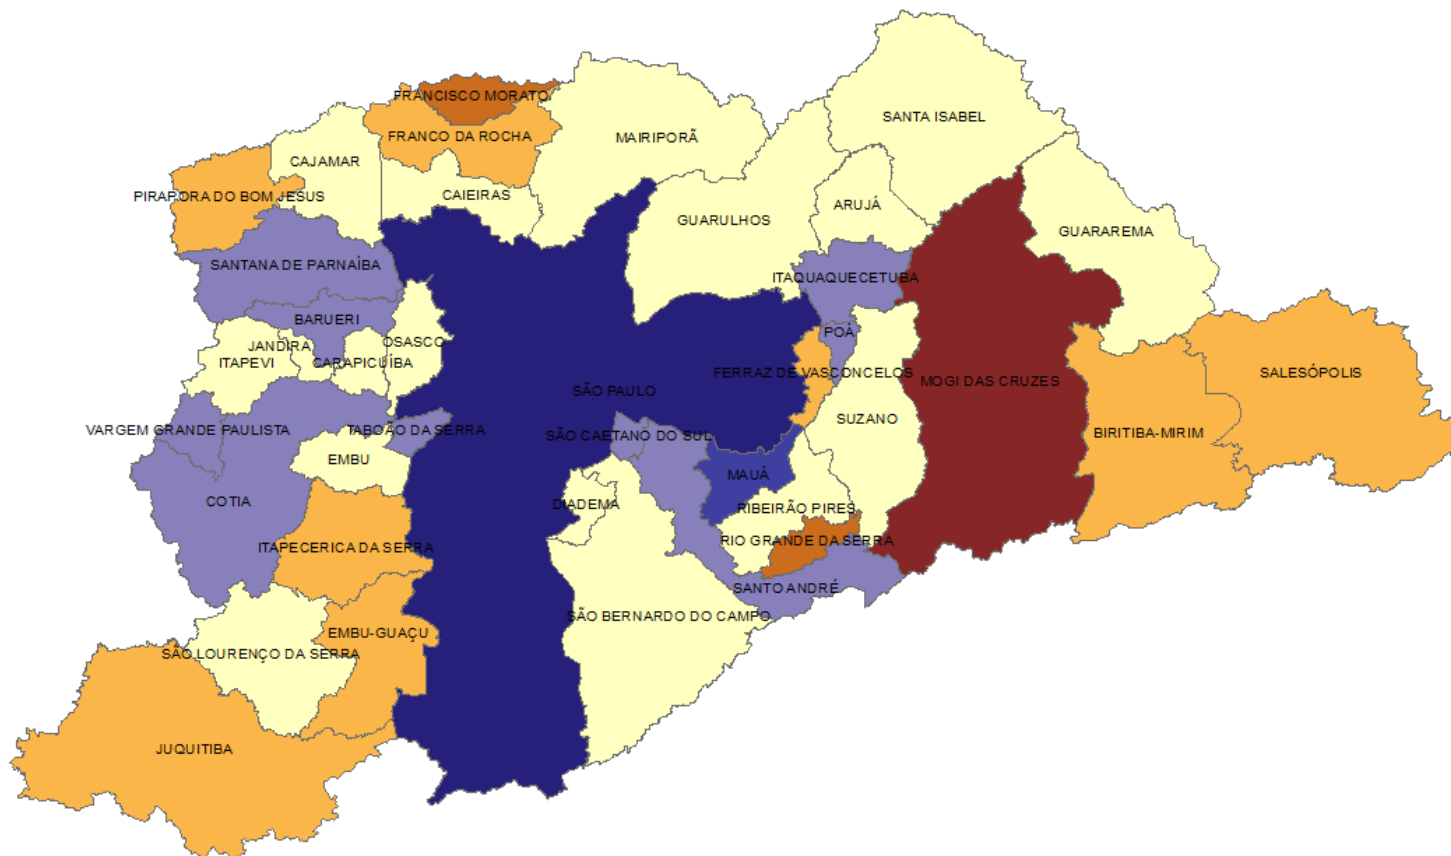 FRANCISCO MORATO
FRANCO DA ROCHA
MAIRIPORÃ
SANTA ISABEL
CAJAMAR
PIRAPORA DO BOM JESUS
CAIEIRAS
GUARULHOS
ARUJÁ
GUARAREMA
SANTANA DE PARNAÍBA
ITAQUAQUECETUBA
BARUERI
POÁ
JANDIRA
OSASCO
ITAPEVI
CARAPICUÍBA
FERRAZ DE VASCONCELOS
SALESÓPOLIS
MOGI DAS CRUZES
SÃO PAULO
SUZANO
VARGEM GRANDE PAULISTA
TABOÃO DA SERRA
SÃO CAETANO DO SUL
BIRITIBA-MIRIM
EMBU
MAUÁ
COTIA
DIADEMA
RIBEIRÃO PIRES
ITAPECERICA DA SERRA
RIO GRANDE DA SERRA
SANTO ANDRÉ
SÃO BERNARDO DO CAMPO
EMBU-GUAÇU
SÃO LOURENÇO DA SERRA
JUQUITIBA